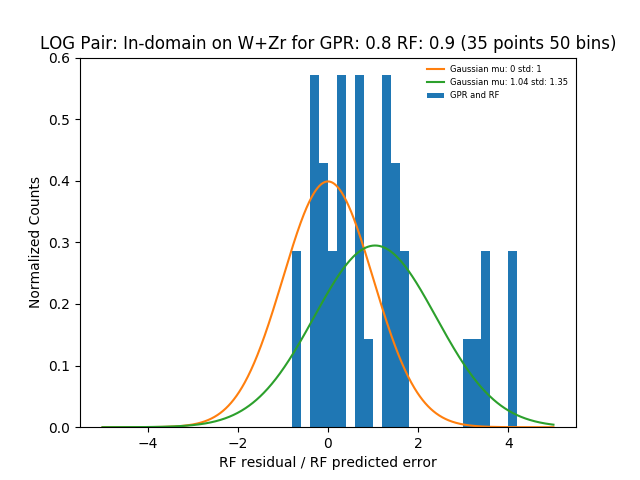 LOG Pair: In-domain on W+Zr for GPR: 0.8 RF: 0.9 (35 points 50 bins)
Gaussian mu: 0 std: 1
Gaussian mu: 1.04 std: 1.35
GPR and RF
Normalized Counts
0.6
0.5
0.4
0.3
0.2
0.1
0.0
−4
−2
0
2
4
RF residual / RF predicted error